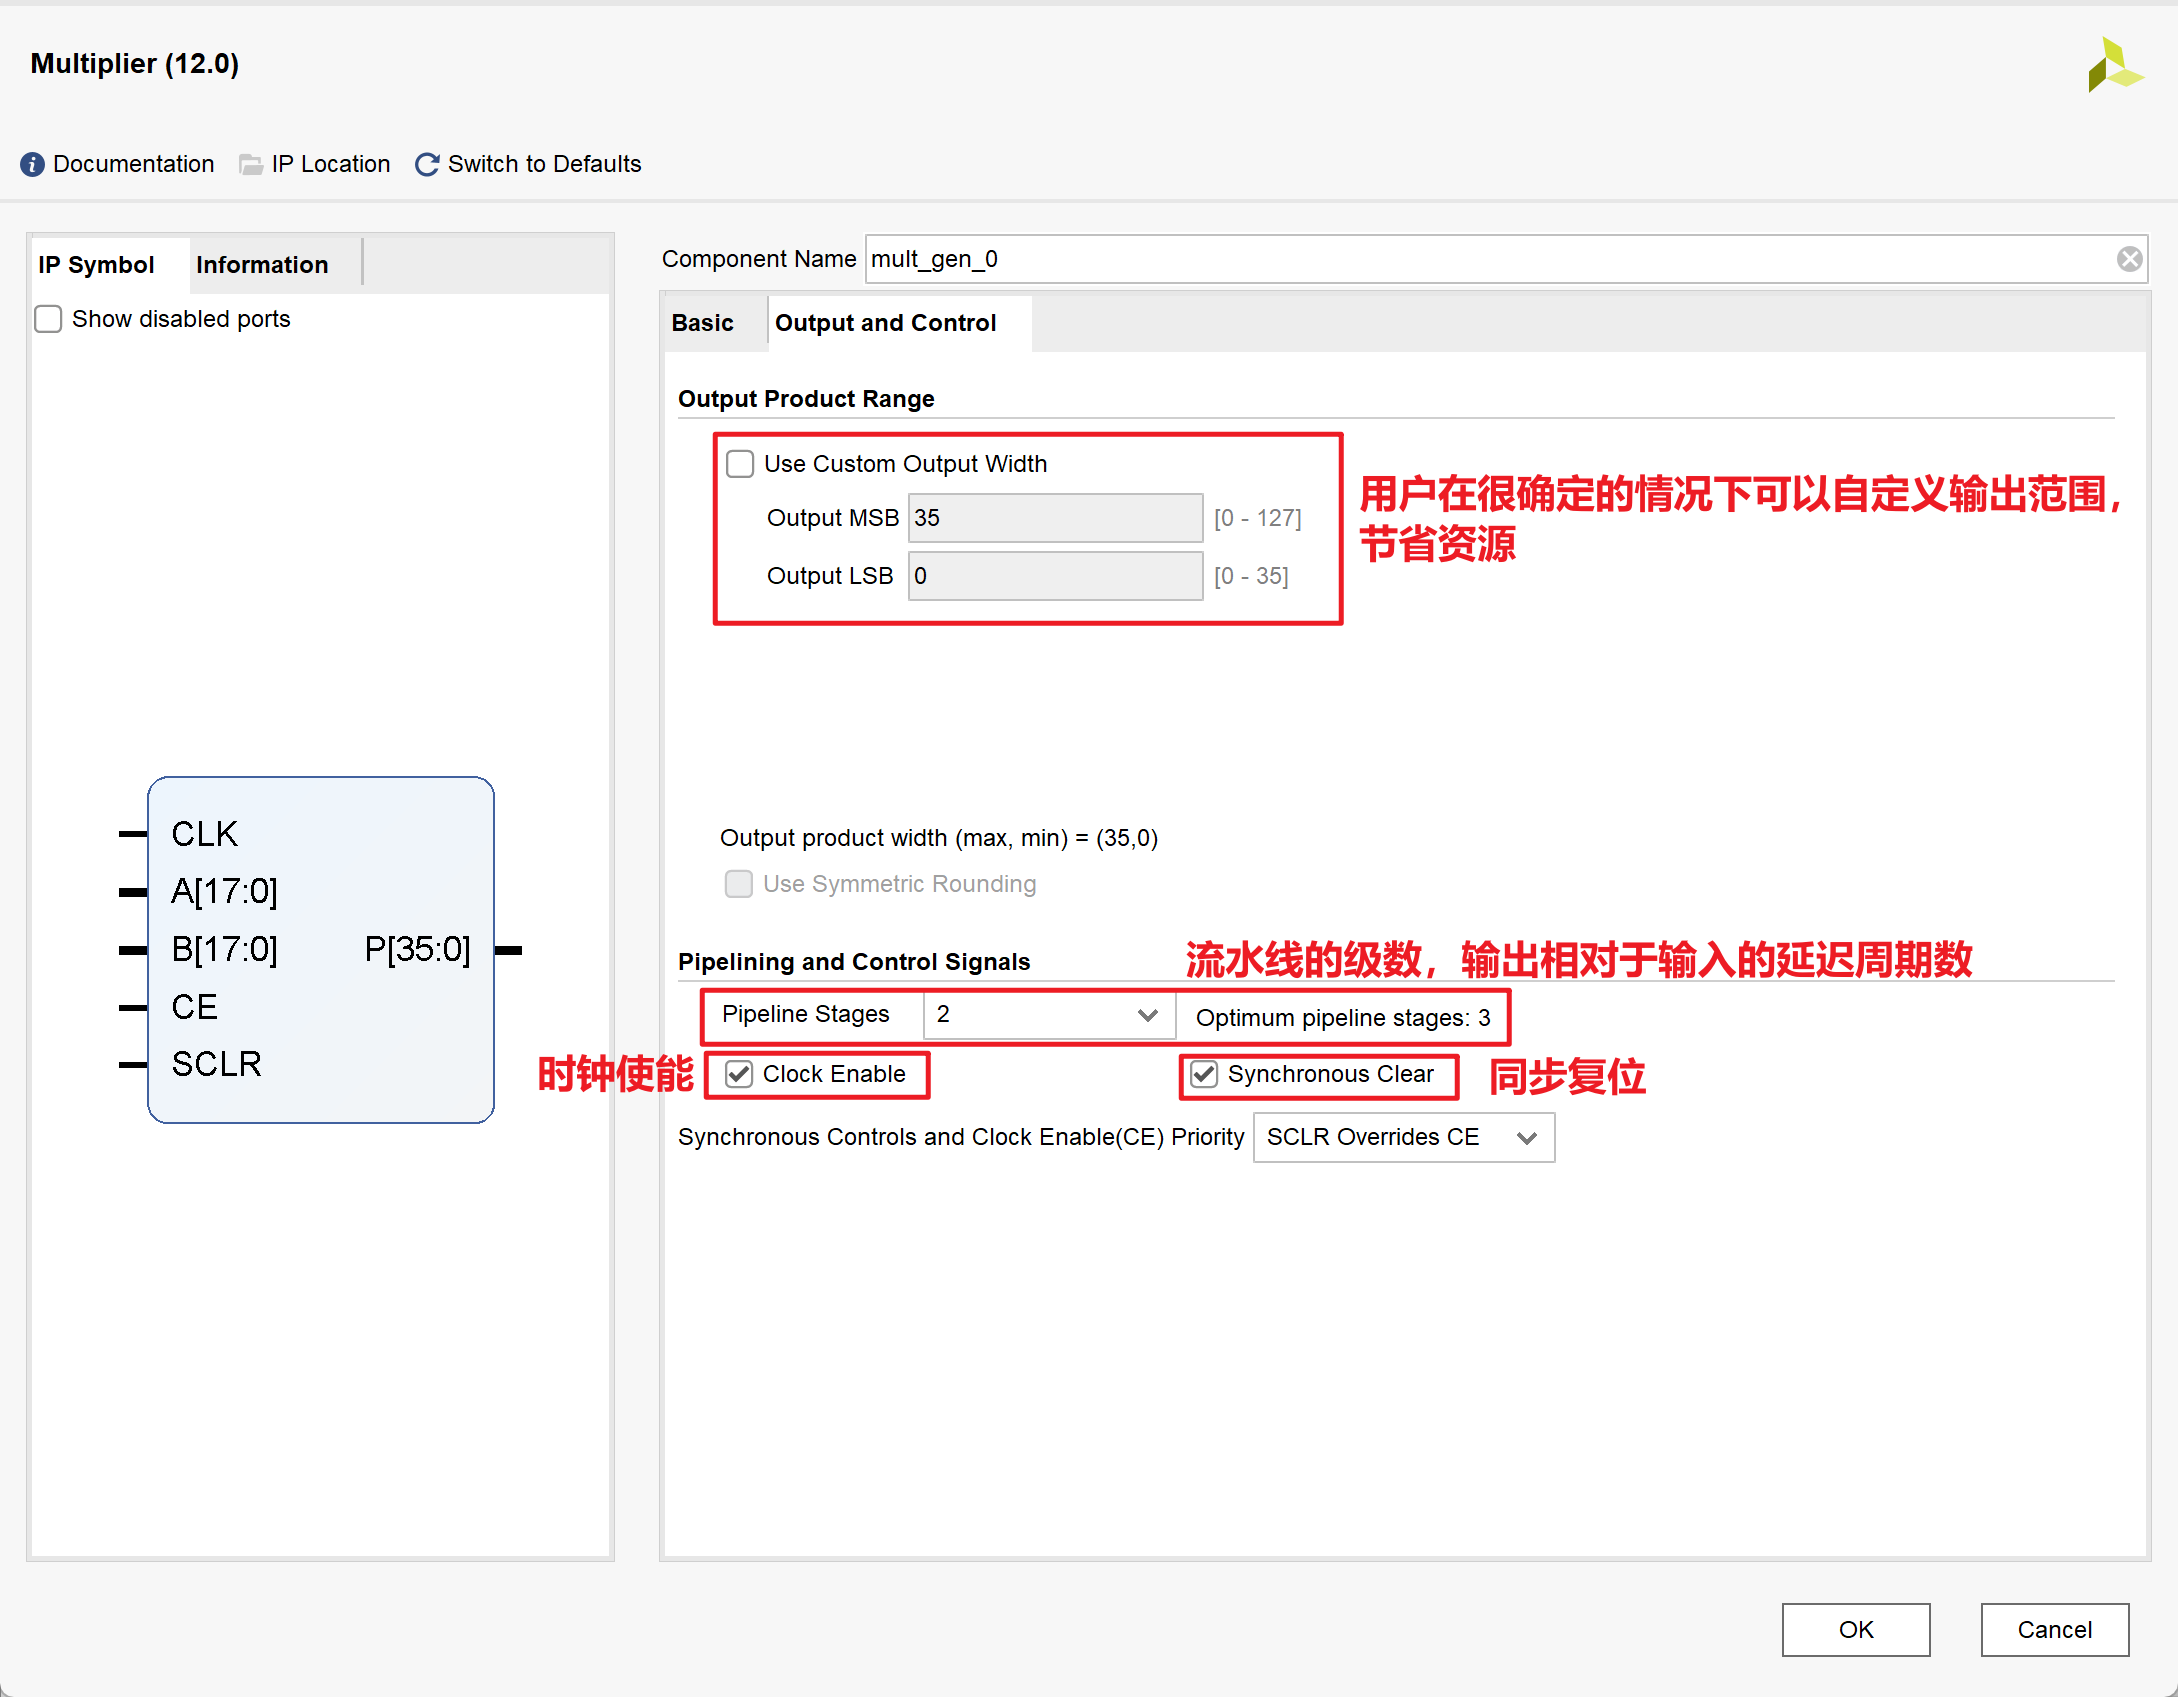 Multiplier (12.0)
Documentation IP Location Switch to Defaults
IP Symbol Information
Show disabled ports
CLK
A[17:0]
B[17:0] P[35:0]
CE
SCLR
Component Name mult_gen_0
Basic Output and Control
Output Product Range
Use Custom Output Width
Output MSB 35 [0 - 127]
Output LSB 0 [0 - 35]
用户在很确定的情况下可以自定义输出范围，
节省资源
Output product width (max, min) = (35,0)
Use Symmetric Rounding
Pipelining and Control Signals 流水线的级数，输出相对于输入的延迟周期数
Pipeline Stages 2 Optimum pipeline stages: 3
时钟使能 Clock Enable Synchronous Clear 同步复位
Synchronous Controls and Clock Enable(CE) Priority SCLR Overrides CE
OK Cancel